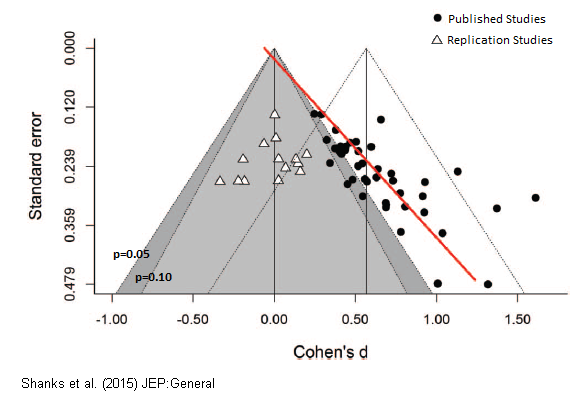 Published Studies
Replication Studies
0.000
0.120
0.239
0.359
0.479
Standard error
p=0.05
p=0.10
-1.00 -0.50 0.00 0.50 1.00 1.50
Cohen's d
Shanks et al. (2015) JEP:General